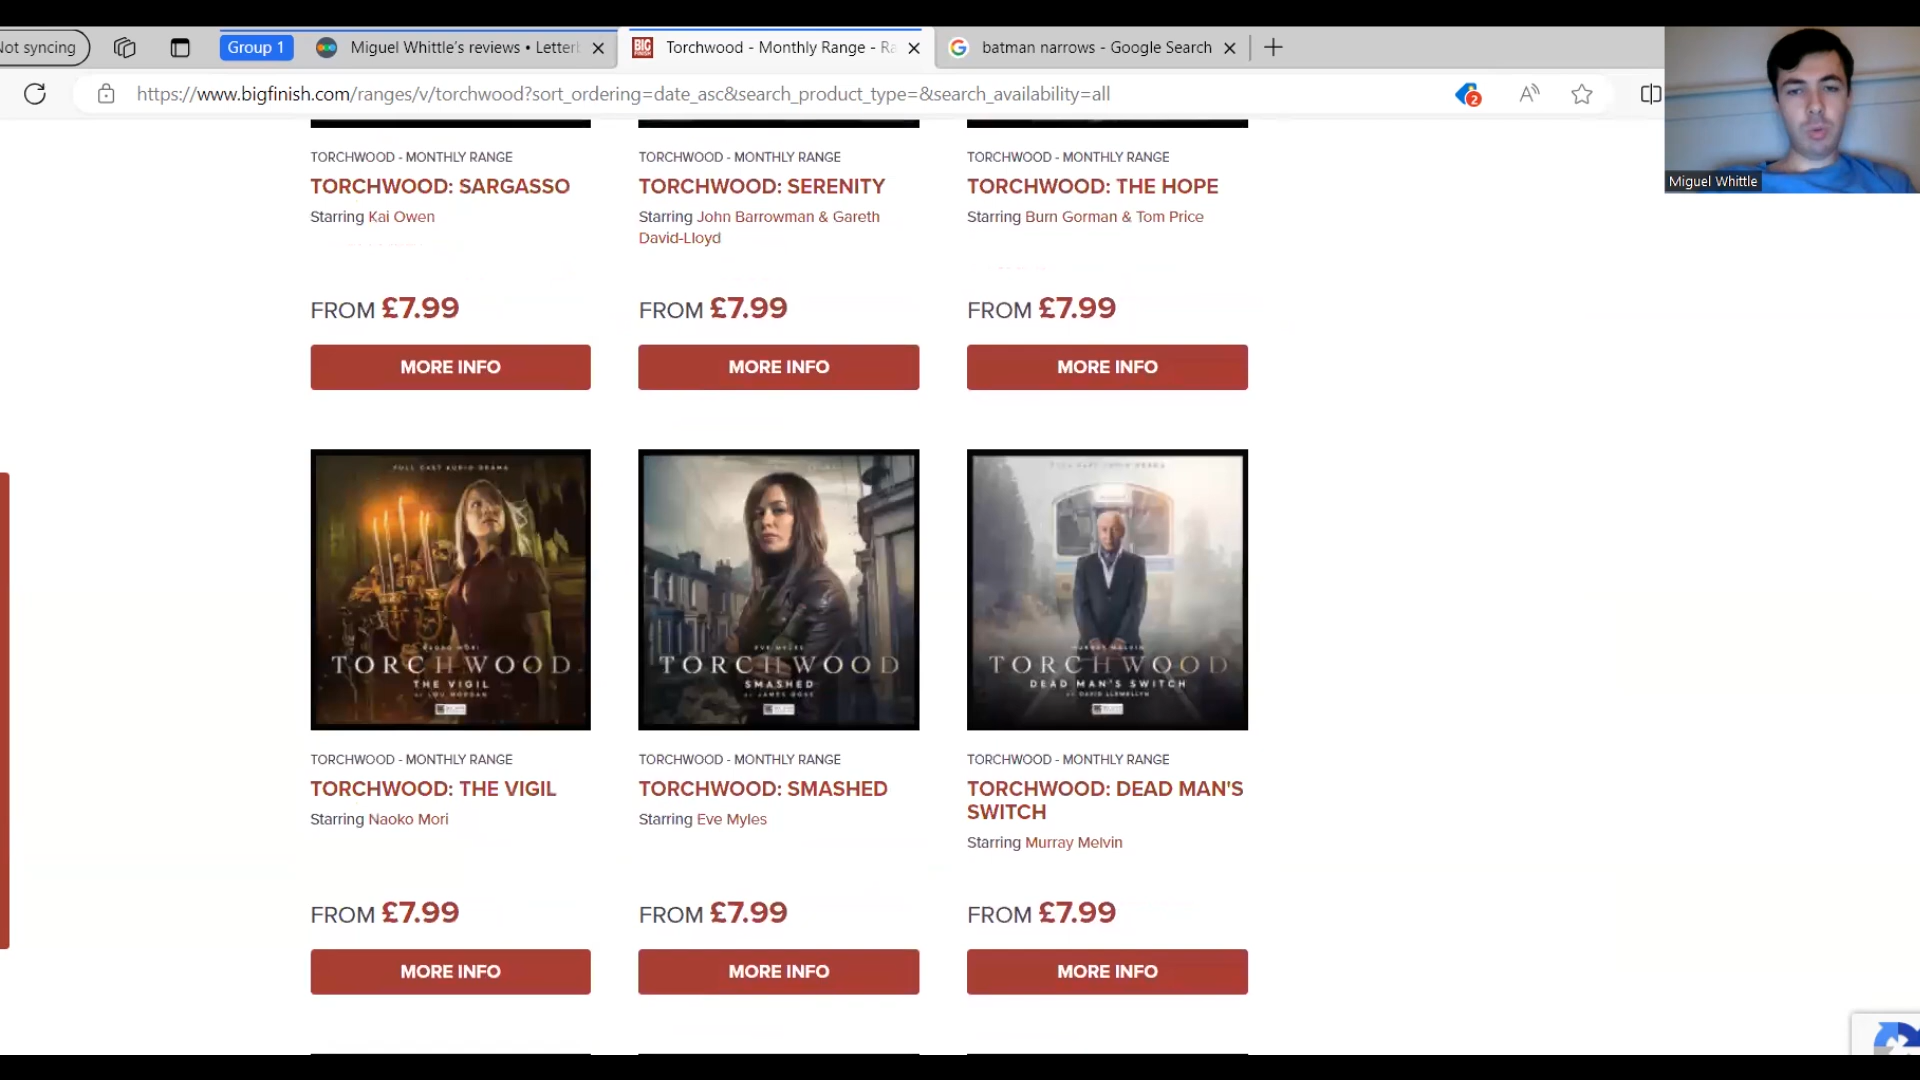 Not syncing
Group 1
Miguel Whittle's reviews • Letterb
BIG FINISH
Torchwood - Monthly Range - Ra
batman narrows - Google Search
https://www.bigfinish.com/ranges/v/torchwood?sort_ordering=date_asc&search_product_type=&search_availability=all
2
Miguel Whittle
TORCHWOOD - MONTHLY RANGE
TORCHWOOD: SARGASSO
Starring Kai Owen
FROM £7.99
MORE INFO
TORCHWOOD - MONTHLY RANGE
TORCHWOOD: SERENITY
Starring John Barrowman & Gareth
David-Lloyd
FROM £7.99
MORE INFO
TORCHWOOD - MONTHLY RANGE
TORCHWOOD: THE HOPE
Starring Burn Gorman & Tom Price
FROM £7.99
MORE INFO
FULL CAST AUDIO DRAMA
NAOKO MORI
TORCHWOOD
THE VIGIL
BY LOU MORGAN
TORCHWOOD - MONTHLY RANGE
TORCHWOOD: THE VIGIL
Starring Naoko Mori
FROM £7.99
MORE INFO
EVE MYLES
TORCHWOOD
SMASHED
BY JAMES GOSS
TORCHWOOD - MONTHLY RANGE
TORCHWOOD: SMASHED
Starring Eve Myles
FROM £7.99
MORE INFO
MURRAY MELVIN
TORCHWOOD
DEAD MAN'S SWITCH
BY DAVID LLEWELLYN
TORCHWOOD - MONTHLY RANGE
TORCHWOOD: DEAD MAN'S
SWITCH
Starring Murray Melvin
FROM £7.99
MORE INFO